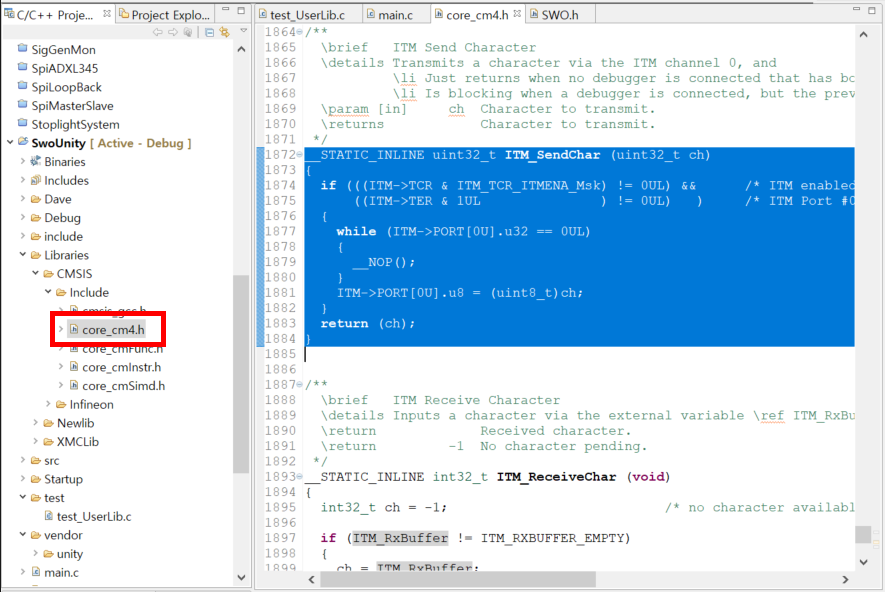 C/C++ Proje...
Project Explo...
SigGenMon
SpiADXL345
SpiLoopBack
SpiMasterSlave
StoplightSystem
SwoUnity [ Active - Debug ]
Binaries
Includes
Dave
Debug
include
Libraries
CMSIS
Include
cmsis_gcc.h
core_cm4.h
core_cmFunc.h
core_cmInstr.h
core_cmSimd.h
Infineon
Newlib
XMCLib
src
Startup
test
test_UserLib.c
vendor
unity
main.c
test_UserLib.c
main.c
core_cm4.h
SWO.h
1864 /**
1865 \brief ITM Send Character
1866 \details Transmits a character via the ITM channel 0, and
1867 \li Just returns when no debugger is connected that has bo
1868 \li Is blocking when a debugger is connected, but the prev
1869 \param [in] ch Character to transmit.
1870 \returns Character to transmit.
1871 */
1872 __STATIC_INLINE uint32_t ITM_SendChar (uint32_t ch)
1873 {
1874 if (((ITM->TCR & ITM_TCR_ITMENA_Msk) != 0UL) && /* ITM enabled
1875 ((ITM->TER & 1UL ) != 0UL) ) /* ITM Port #0
1876 {
1877 while (ITM->PORT[0U].u32 == 0UL)
1878 {
1879 __NOP();
1880 }
1881 ITM->PORT[0U].u8 = (uint8_t)ch;
1882 }
1883 return (ch);
1884 }
1885
1886
1887 /**
1888 \brief ITM Receive Character
1889 \details Inputs a character via the external variable \ref ITM_RxBu
1890 \return Received character.
1891 \return -1 No character pending.
1892 */
1893 __STATIC_INLINE int32_t ITM_ReceiveChar (void)
1894 {
1895 int32_t ch = -1; /* no character availabl
1896
1897 if (ITM_RxBuffer != ITM_RXBUFFER_EMPTY)
1898 {
1899 ch = ITM_RxBuffer;